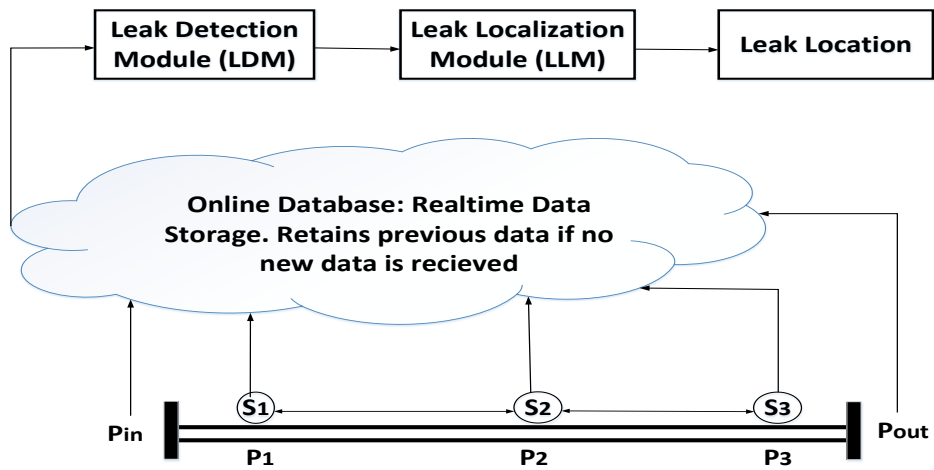 Leak Detection
Module (LDM)
Leak Localization
Module (LLM)
Leak Location
Online Database: Realtime Data
Storage. Retains previous data if no
new data is recieved
S1
S2
S3
Pin
Pout
P1
P2
P3